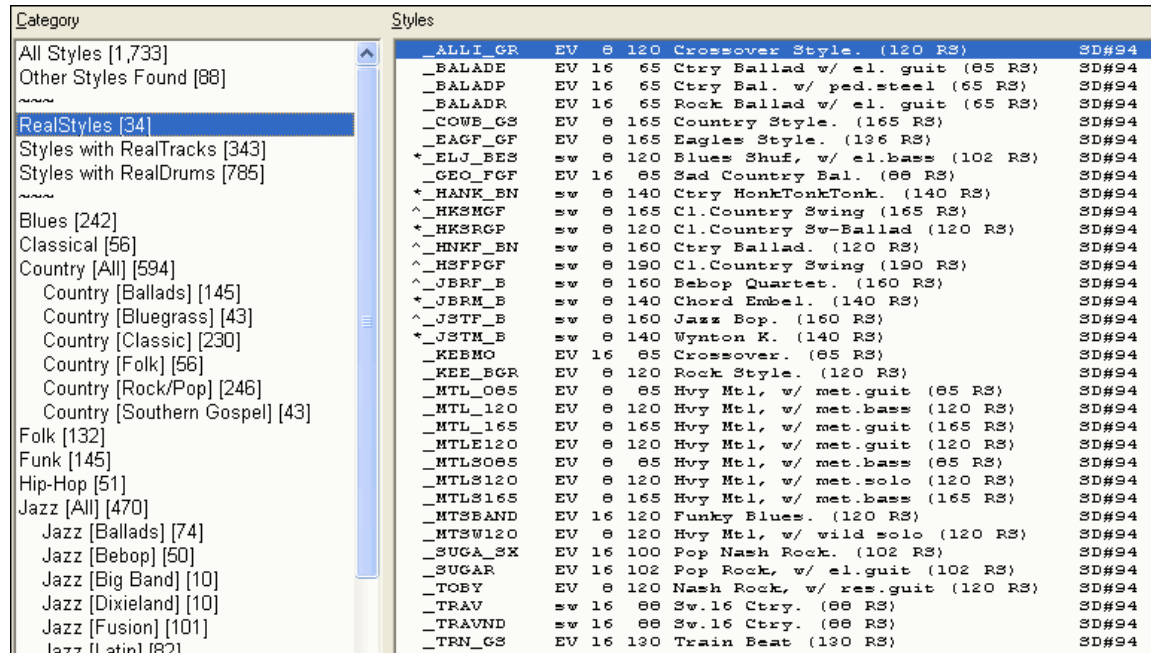 Category
All Styles [1,733]
Other Styles Found [88]
~~~
RealStyles [34]
Styles with RealTracks [343]
Styles with RealDrums [785]
~~~
Blues [242]
Classical [56]
Country [All] [594]
Country [Ballads] [145]
Country [Bluegrass] [43]
Country [Classic] [230]
Country [Folk] [56]
Country [Rock/Pop] [246]
Country [Southern Gospel] [43]
Folk [132]
Funk [145]
Hip-Hop [51]
Jazz [All] [470]
Jazz [Ballads] [74]
Jazz [Bebop] [50]
Jazz [Big Band] [10]
Jazz [Dixieland] [10]
Jazz [Fusion] [101]
Jazz [Latin] [82]
Styles
_ALLI_GR EV 8 120 Crossover Style. (120 RS) SD#94
_BALADE EV 16 65 Ctry Ballad w/ el. guit (85 RS) SD#94
_BALADP EV 16 65 Ctry Bal. w/ ped.steel (65 RS) SD#94
_BALADR EV 16 65 Rock Ballad w/ el. guit (65 RS) SD#94
_COWB_GS EV 8 165 Country Style. (165 RS) SD#94
_EAGF_GF EV 8 165 Eagles Style. (136 RS) SD#94
*_ELJ_BES sw 8 120 Blues Shuf, w/ el.bass (102 RS) SD#94
_GEO_FGF EV 16 85 Sad Country Bal. (88 RS) SD#94
*_HANK_BN sw 8 140 Ctry HonkTonkTonk. (140 RS) SD#94
^_HKSMGF sw 8 165 Cl.Country Swing (165 RS) SD#94
*_HKSRGP sw 8 120 Cl.Country Sw-Ballad (120 RS) SD#94
^_HNKF_BN sw 8 160 Ctry Ballad. (120 RS) SD#94
^_HSFPGF sw 8 190 Cl.Country Swing (190 RS) SD#94
^_JBRF_B sw 8 160 Bebop Quartet. (160 RS) SD#94
*_JBRM_B sw 8 140 Chord Embel. (140 RS) SD#94
^_JSTF_B sw 8 160 Jazz Bop. (160 RS) SD#94
*_JSTM_B sw 8 140 Wynton K. (140 RS) SD#94
_KEBMO EV 16 85 Crossover. (85 RS) SD#94
_KEE_BGR EV 8 120 Rock Style. (120 RS) SD#94
_MTL_085 EV 8 85 Hvy Mtl, w/ met.guit (85 RS) SD#94
_MTL_120 EV 8 120 Hvy Mtl, w/ met.bass (120 RS) SD#94
_MTL_165 EV 8 165 Hvy Mtl, w/ met.guit (165 RS) SD#94
_MTLE120 EV 8 120 Hvy Mtl, w/ met.guit (120 RS) SD#94
_MTLS085 EV 8 85 Hvy Mtl, w/ met.bass (85 RS) SD#94
_MTLS120 EV 8 120 Hvy Mtl, w/ met.solo (120 RS) SD#94
_MTLS165 EV 8 165 Hvy Mtl, w/ met.bass (165 RS) SD#94
_MTSBAND EV 16 120 Funky Blues. (120 RS) SD#94
_MTSW120 EV 8 120 Hvy Mtl, w/ wild solo (120 RS) SD#94
_SUGA_SX EV 16 100 Pop Nash Rock. (102 RS) SD#94
_SUGAR EV 16 102 Pop Rock, w/ el.guit (102 RS) SD#94
_TOBY EV 8 120 Nash Rock, w/ res.guit (120 RS) SD#94
_TRAV sw 16 88 Sw.16 Ctry. (88 RS) SD#94
_TRAVND sw 16 88 Sw.16 Ctry. (88 RS) SD#94
_TRN_GS EV 16 130 Train Beat (130 RS) SD#94